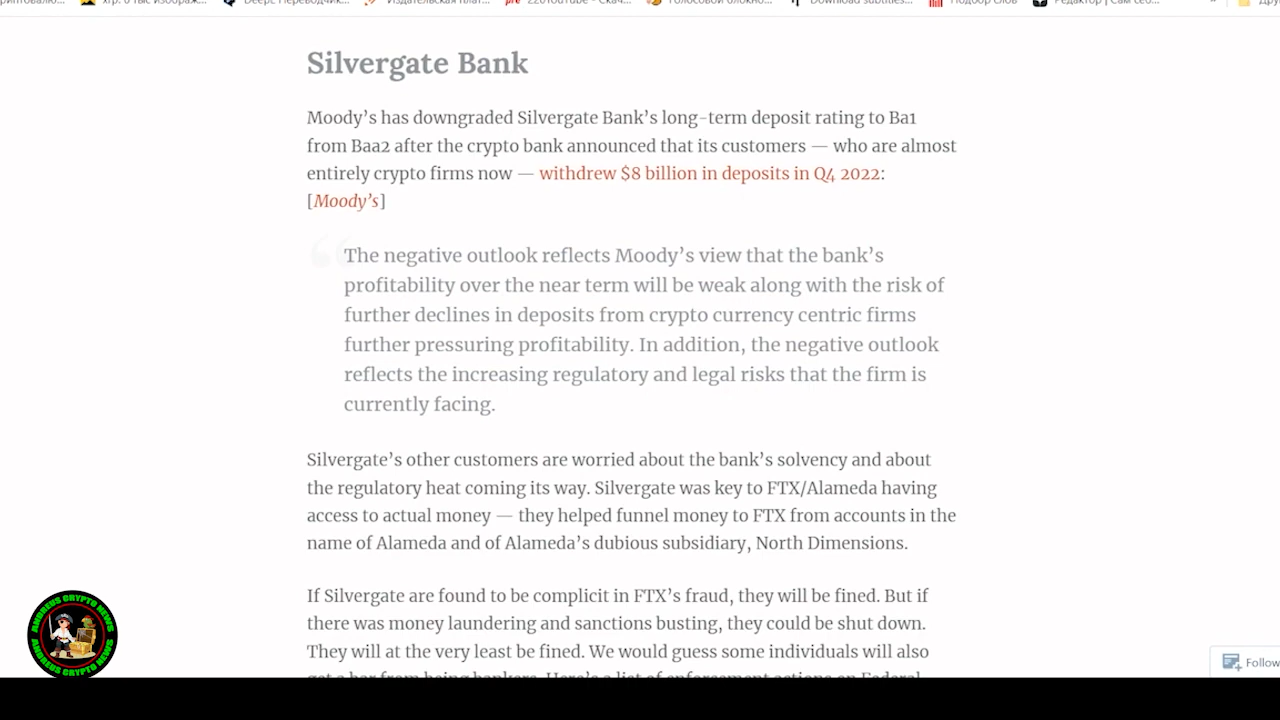 Silvergate Bank
Moody’s has downgraded Silvergate Bank’s long-term deposit rating to Ba1
from Baa2 after the crypto bank announced that its customers — who are almost
entirely crypto firms now — withdrew $8 billion in deposits in Q4 2022:
[Moody’s]
“ The negative outlook reflects Moody’s view that the bank’s
profitability over the near term will be weak along with the risk of
further declines in deposits from crypto currency centric firms
further pressuring profitability. In addition, the negative outlook
reflects the increasing regulatory and legal risks that the firm is
currently facing.
Silvergate’s other customers are worried about the bank’s solvency and about
the regulatory heat coming its way. Silvergate was key to FTX/Alameda having
access to actual money — they helped funnel money to FTX from accounts in the
name of Alameda and of Alameda’s dubious subsidiary, North Dimensions.
If Silvergate are found to be complicit in FTX’s fraud, they will be fined. But if
there was money laundering and sanctions busting, they could be shut down.
They will at the very least be fined. We would guess some individuals will also
ANDREUS CRYPTO NEWS
ANDREUS CRYPTO NEWS
Follow